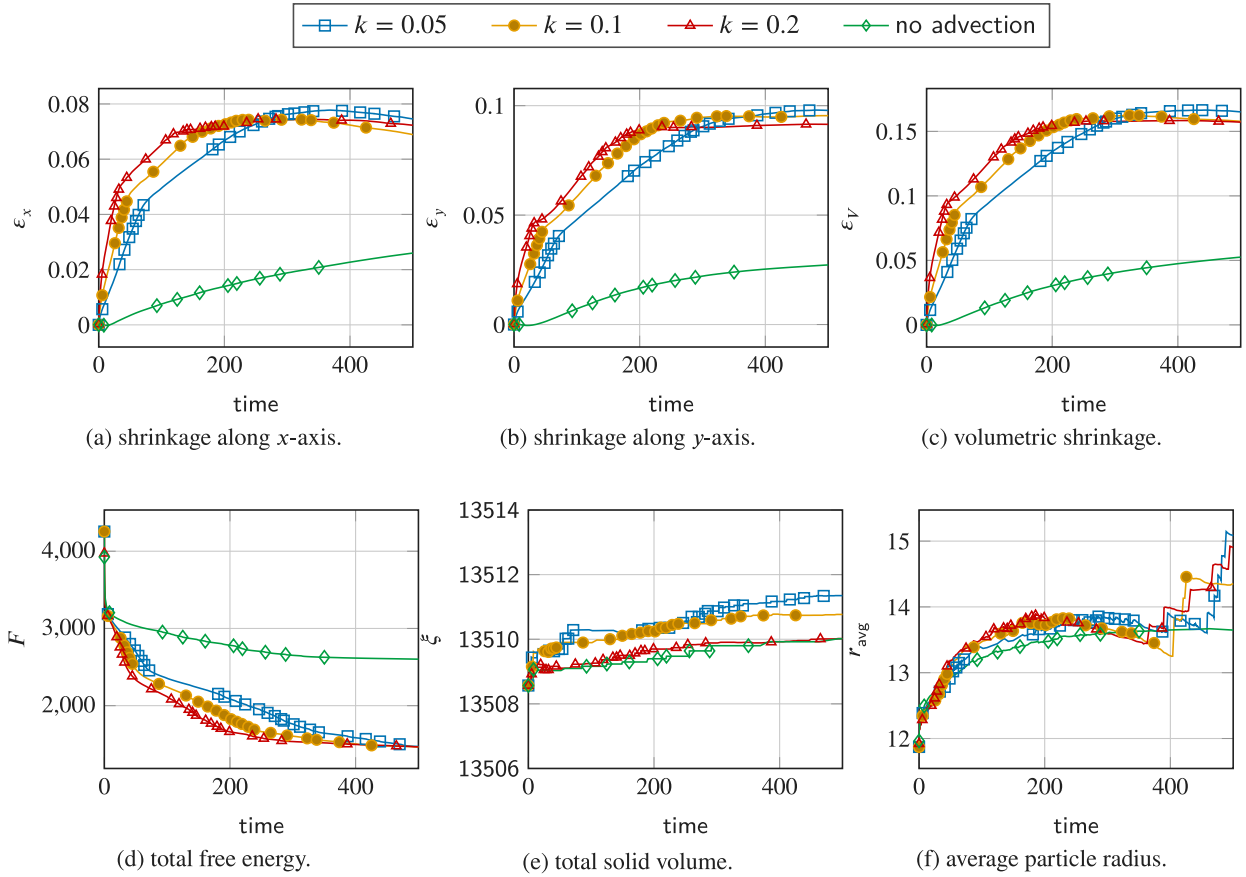 k = 0.05 k = 0.1 k = 0.2 no advection
0.08
0.06
0.04
0.02
0
εx
0 200 400
time
(a) shrinkage along x-axis.
0.1
0.05
0
εy
0 200 400
time
(b) shrinkage along y-axis.
0.15
0.1
0.05
0
εV
0 200 400
time
(c) volumetric shrinkage.
4,000
3,000
2,000
F
0 200 400
time
(d) total free energy.
13514
13512
13510
13508
13506
ξ
0 200 400
time
(e) total solid volume.
15
14
13
12
ravg
0 200 400
time
(f) average particle radius.